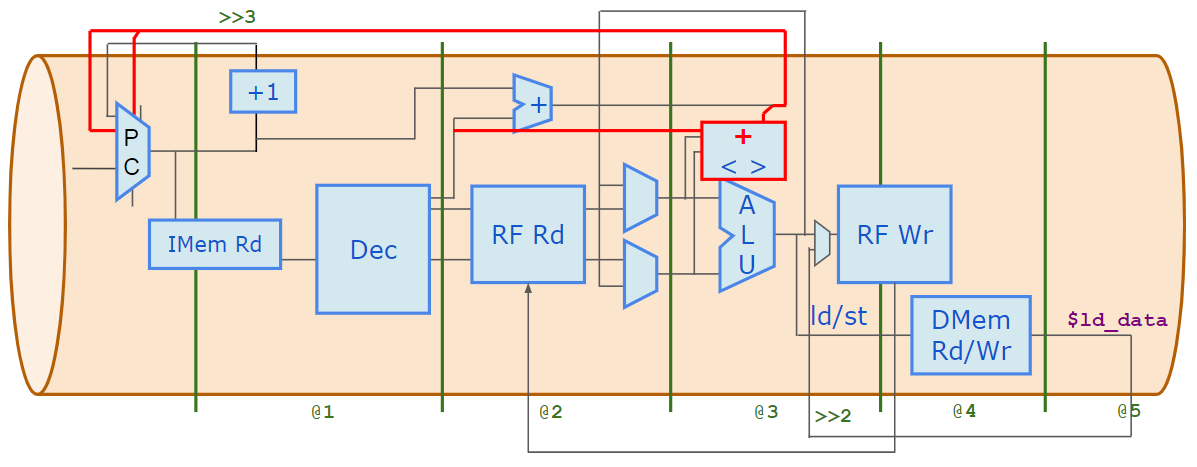 >>3
+1
P
C
+
+
< >
IMem Rd
Dec
RF Rd
A
L
U
RF Wr
ld/st
DMem
Rd/Wr
$ld_data
@1
@2
@3
>>2
@4
@5